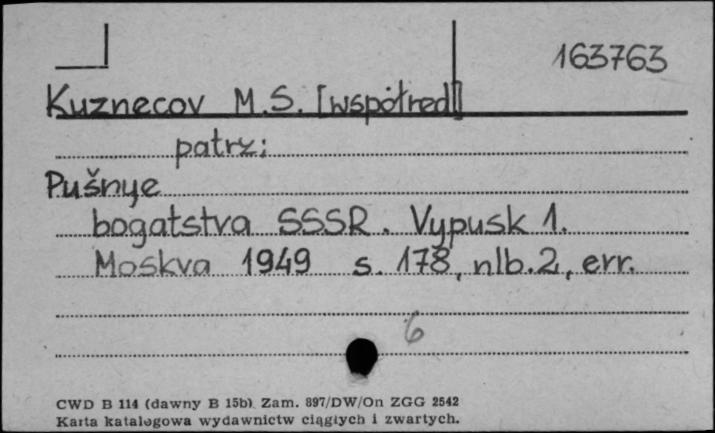 163763
Kuznecov M.S. [współred]
patrz:
Pušnye
bogatstva SSSR. Vypusk 1.
Moskva 1949 s. 178, nlb. 2, err.
6
CWD B 114 (dawny B 15b). Zam. 897/DW/On ZGG 2542
Karta katalogowa wydawnictw ciągłych i zwartych.